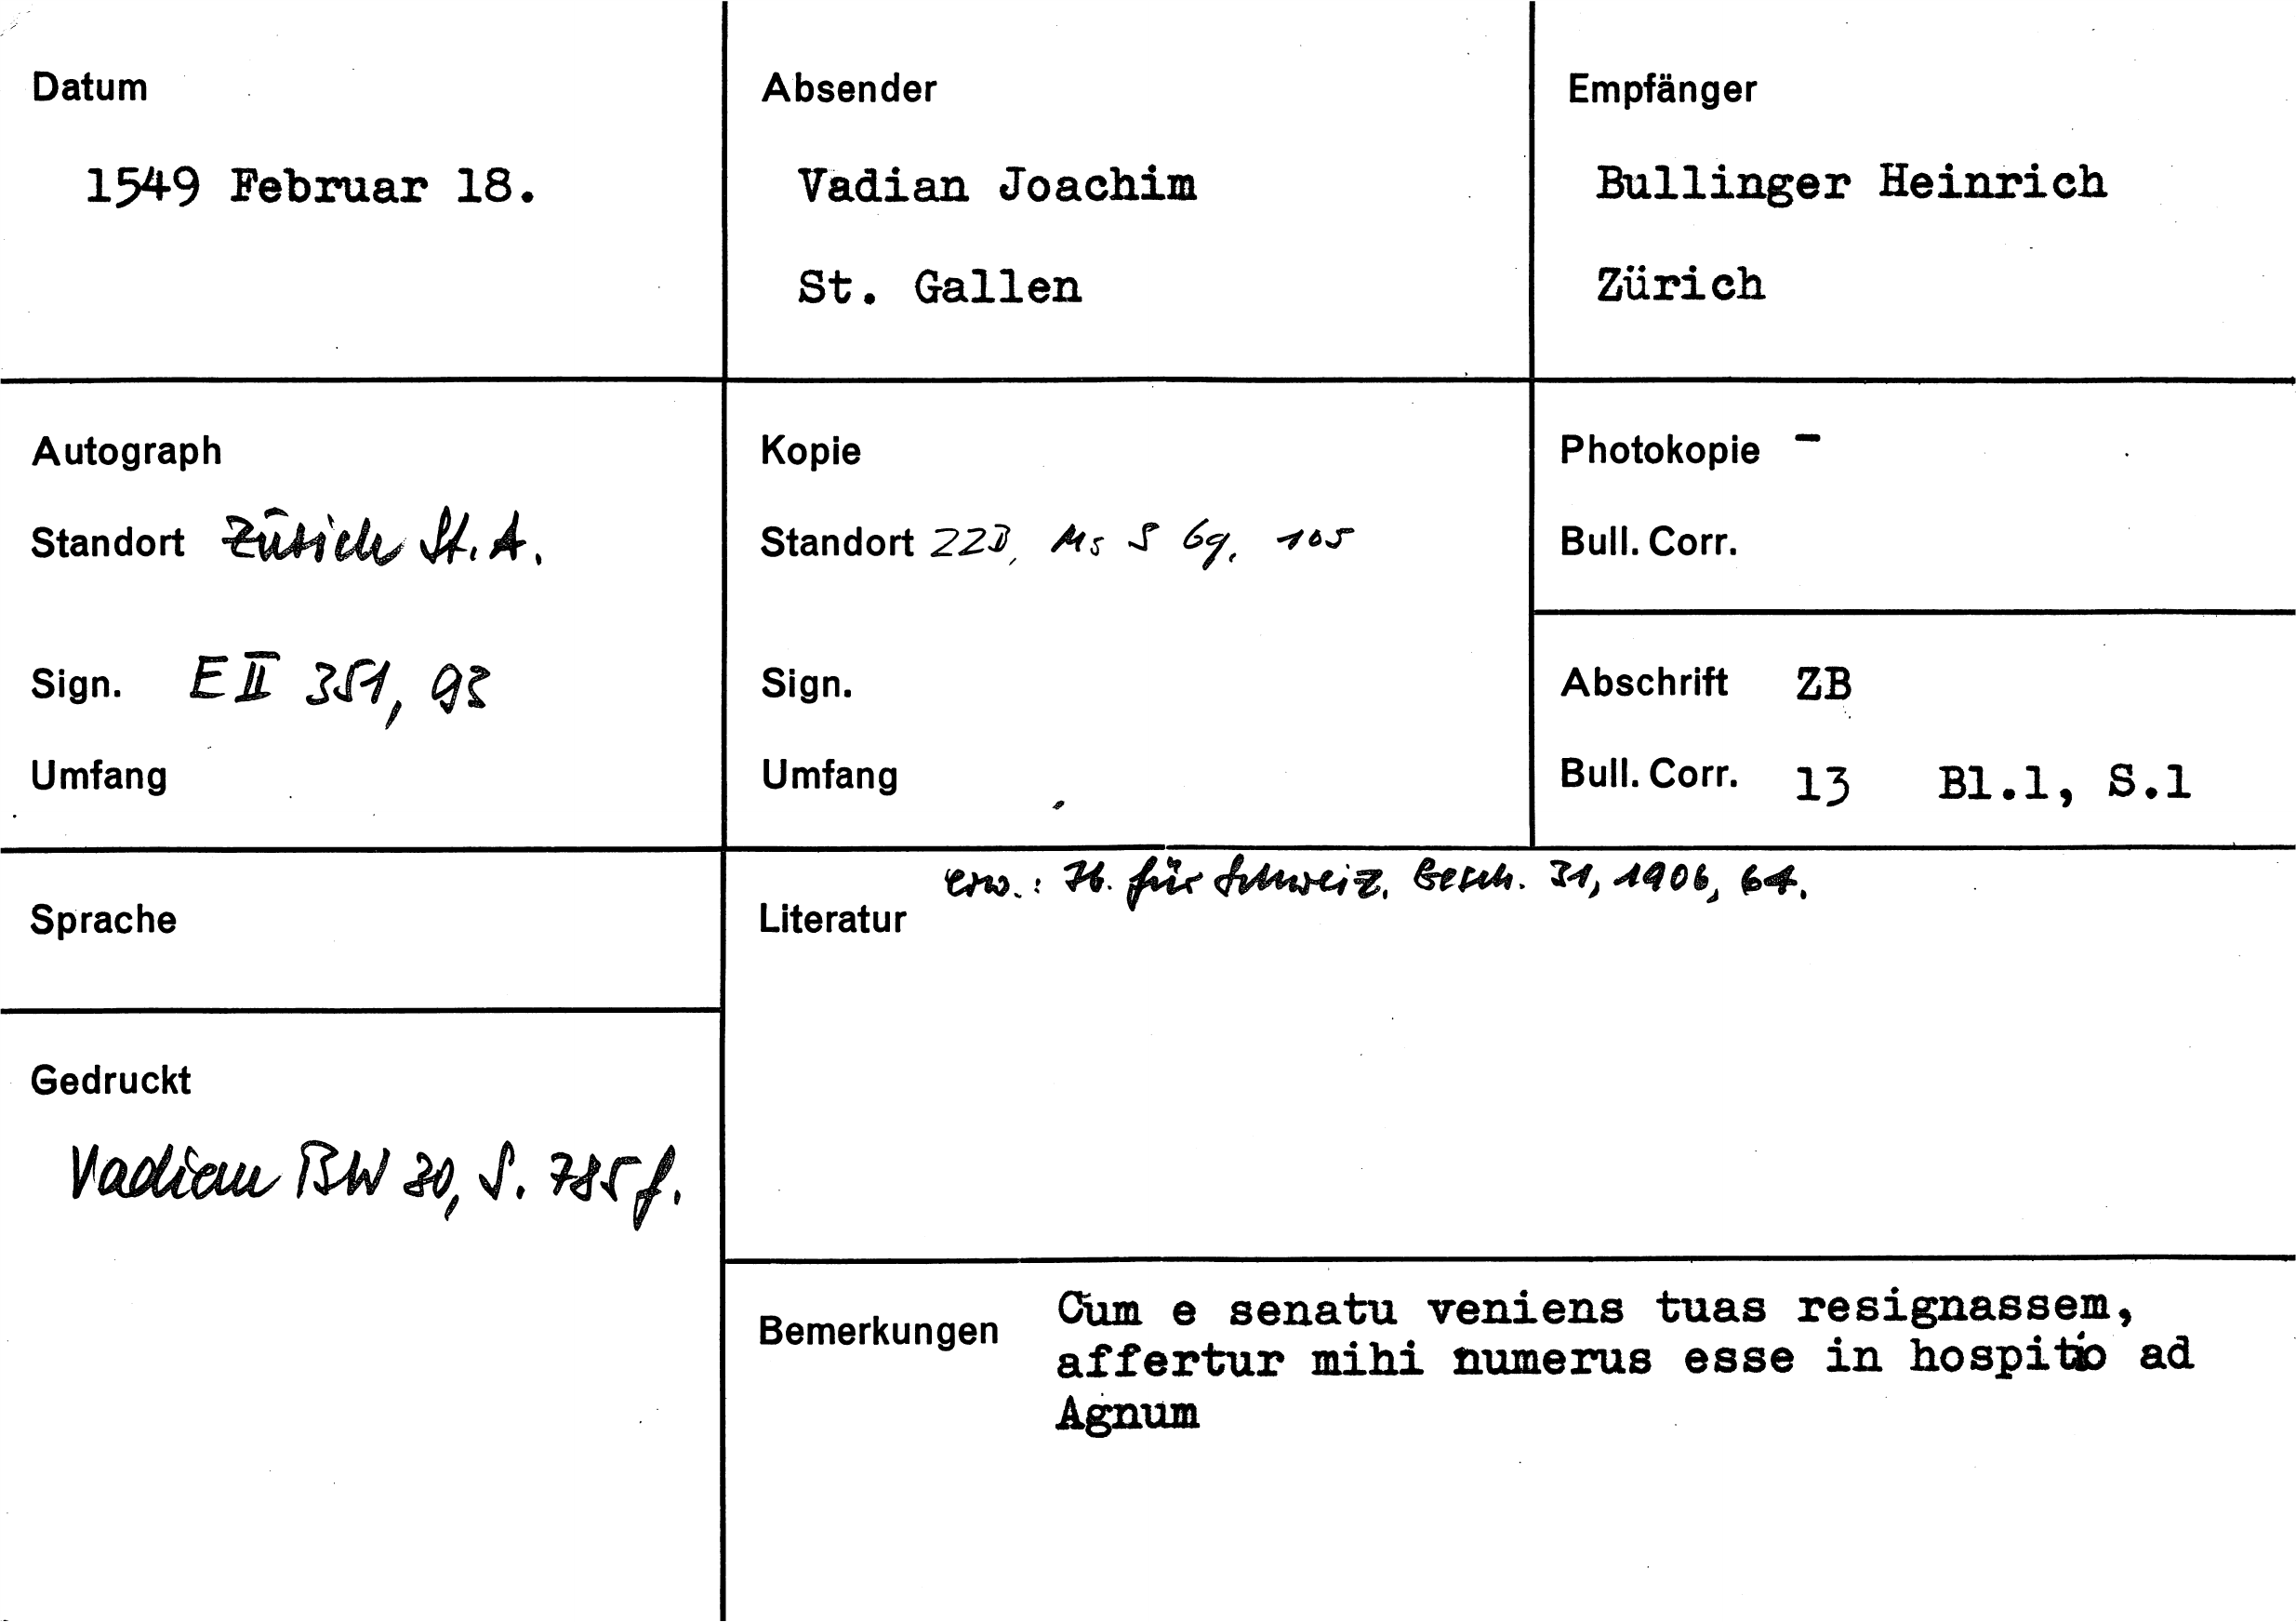 Datum
1549 Februar 18.
Absender
Vadian Joachim
St. Gallen
Empfänger
Bullinger Heinrich
Zürich
Autograph
Standort Zürich St. A.
Sign. E II 351, 93
Umfang
Kopie
Standort ZZB, Ms S 69, 105
Sign.
Umfang
Photokopie -
Bull. Corr.
Abschrift ZB
Bull. Corr. 13 Bl.1, S.1
Sprache
Gedruckt
Vadian BW 30, S. 785 f.
erw.: Jb. für Schweiz. Gesch. 31, 1906, 64.
Literatur
Bemerkungen
Cum e senatu veniens tuas resignassem,
affertur mihi numerus esse in hospitio ad
Agnum